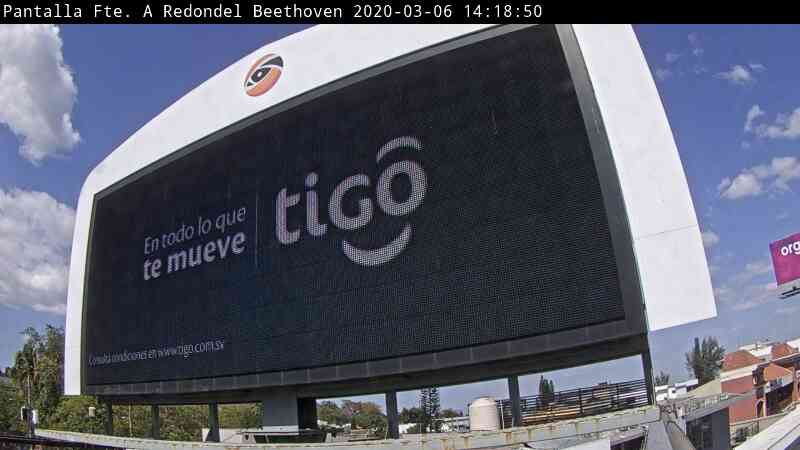 Pantalla Fte. A Redondel Beethoven 2020-03-06 14:18:50
En todo lo que
te mueve
tigo
Consulta condiciones en www.tigo.com.sv
org